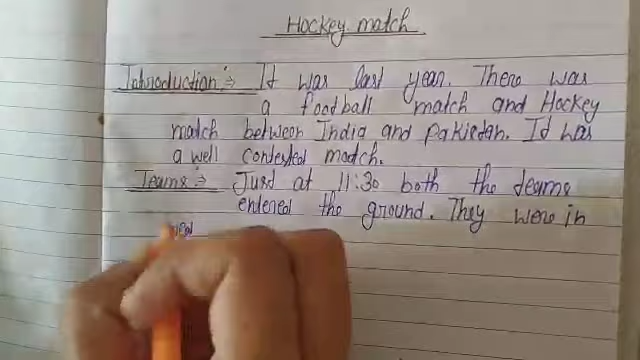 Hockey match
Introduction :→ It was last year. There was
a football match and Hockey
match between India and Pakistan. It was
a well contested match.
Teams :→ Just at 11:30 both the teams
entered the ground. They were in